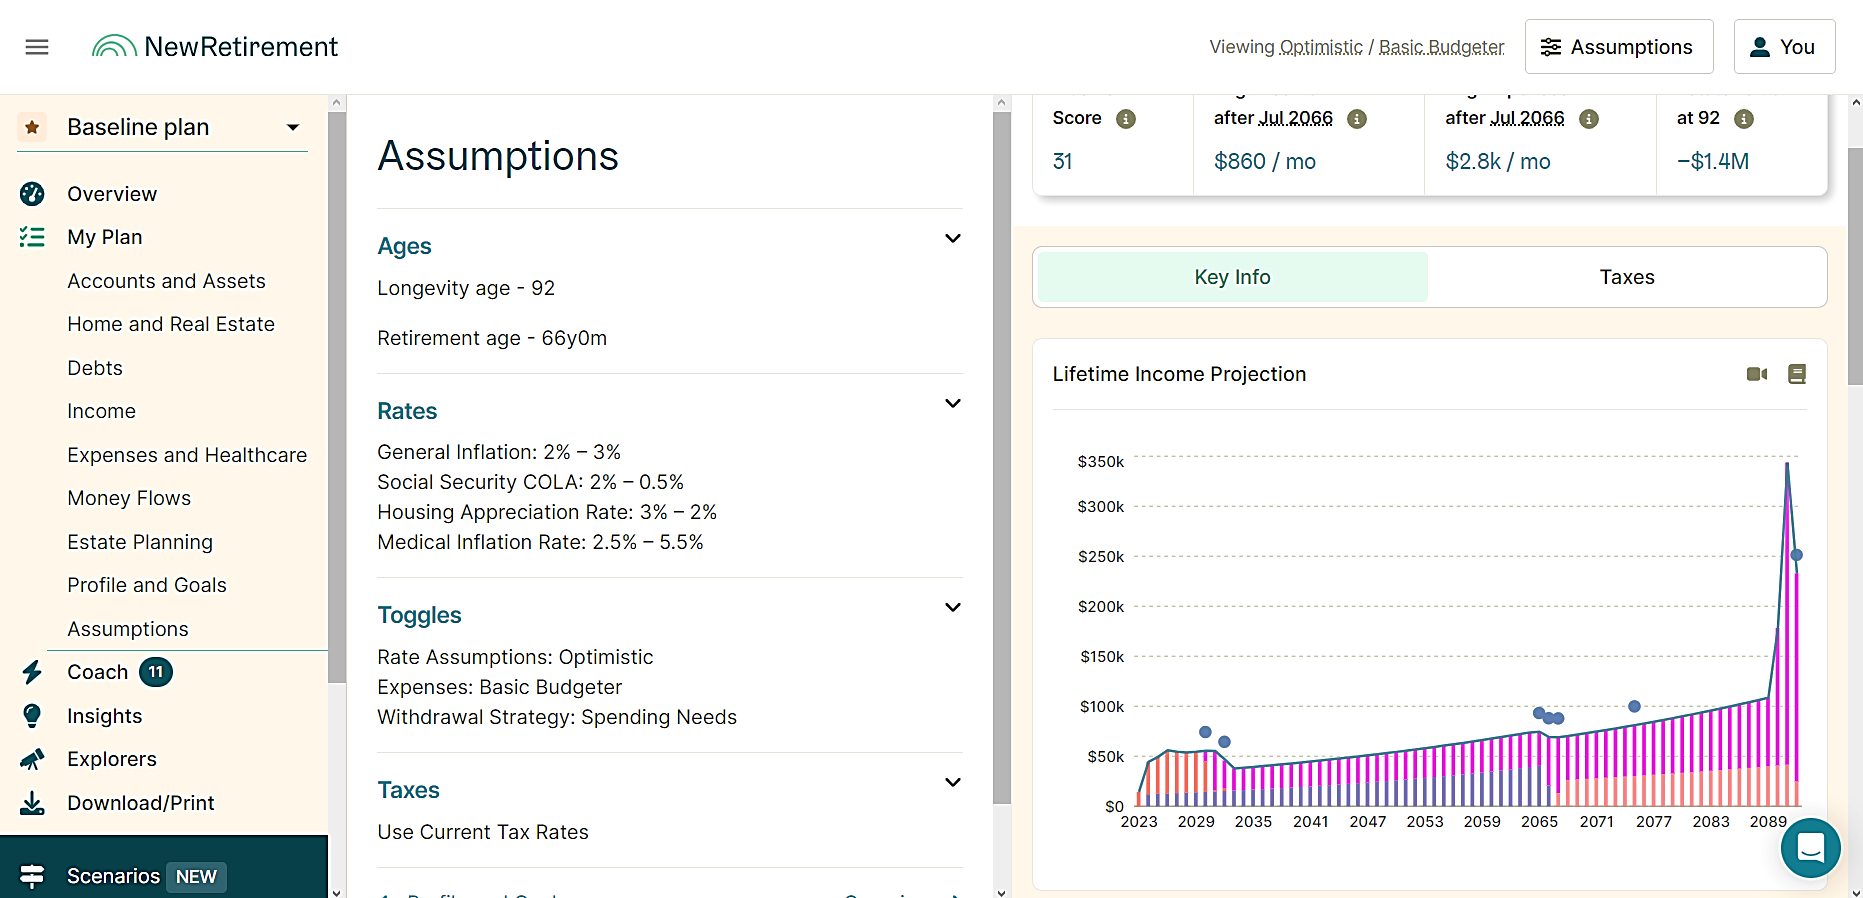 NewRetirement
Viewing Optimistic / Basic Budgeter
Assumptions
You
Baseline plan
Overview
My Plan
Accounts and Assets
Home and Real Estate
Debts
Income
Expenses and Healthcare
Money Flows
Estate Planning
Profile and Goals
Assumptions
Coach 11
Insights
Explorers
Download/Print
Scenarios NEW
Assumptions
Ages
Longevity age - 92
Retirement age - 66y0m
Rates
General Inflation: 2% – 3%
Social Security COLA: 2% – 0.5%
Housing Appreciation Rate: 3% – 2%
Medical Inflation Rate: 2.5% – 5.5%
Toggles
Rate Assumptions: Optimistic
Expenses: Basic Budgeter
Withdrawal Strategy: Spending Needs
Taxes
Use Current Tax Rates
Score
31
after Jul 2066
$860 / mo
after Jul 2066
$2.8k / mo
at 92
–$1.4M
Key Info
Taxes
Lifetime Income Projection
$350k
$300k
$250k
$200k
$150k
$100k
$50k
$0
2023 2029 2035 2041 2047 2053 2059 2065 2071 2077 2083 2089